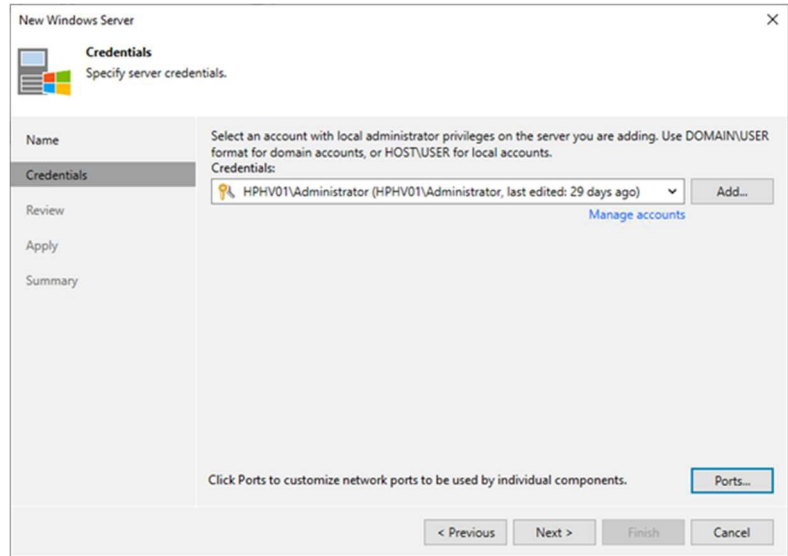 New Windows Server
Credentials
Specify server credentials.
Name
Credentials
Review
Apply
Summary
Select an account with local administrator privileges on the server you are adding. Use DOMAIN\USER
format for domain accounts, or HOST\USER for local accounts.
Credentials:
HPHV01\Administrator (HPHV01\Administrator, last edited: 29 days ago)
Add...
Manage accounts
Click Ports to customize network ports to be used by individual components.
Ports...
< Previous
Next >
Finish
Cancel